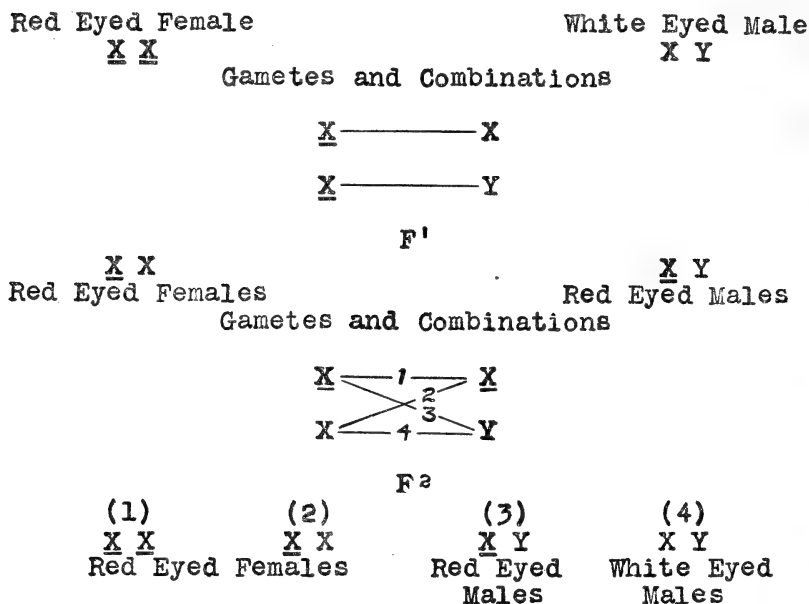 Red Eyed Female White Eyed Male
X X X Y
Gametes and Combinations
X X
X Y
F1
X X X Y
Red Eyed Females Red Eyed Males
Gametes and Combinations
X 1 X
2
3
X 4 Y
F2
(1) (2) (3) (4)
X X X X X Y X Y
Red Eyed Females Red Eyed White Eyed
Males Males